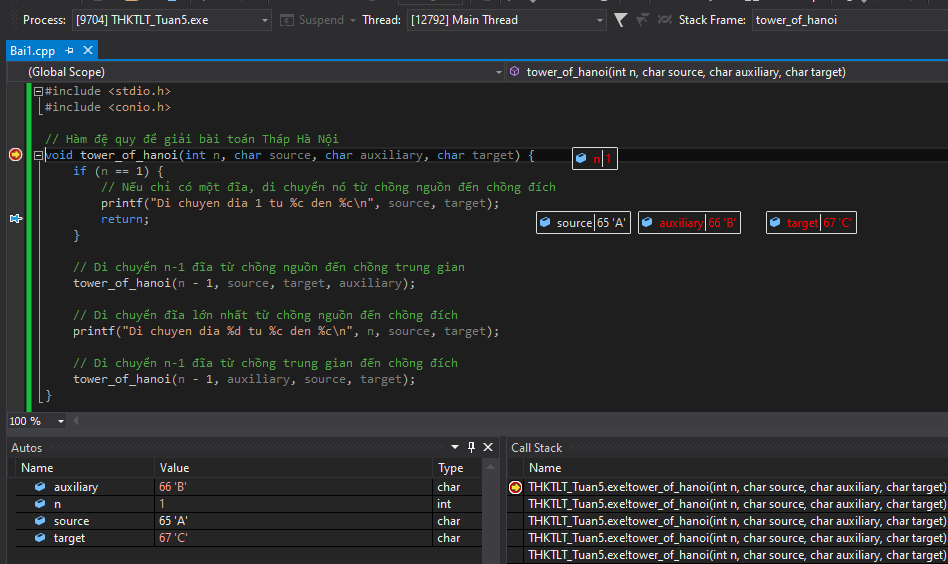 Process: [9704] THKTLT_Tuan5.exe Suspend Thread: [12792] Main Thread Stack Frame: tower_of_hanoi
Bai1.cpp
(Global Scope) tower_of_hanoi(int n, char source, char auxiliary, char target)
#include <stdio.h>
#include <conio.h>
// Hàm đệ quy để giải bài toán Tháp Hà Nội
void tower_of_hanoi(int n, char source, char auxiliary, char target) { n 1
if (n == 1) {
// Nếu chỉ có một đĩa, di chuyển nó từ chồng nguồn đến chồng đích
printf("Di chuyen dia 1 tu %c den %c\n", source, target);
return; source 65 'A' auxiliary 66 'B' target 67 'C'
}
// Di chuyển n-1 đĩa từ chồng nguồn đến chồng trung gian
tower_of_hanoi(n - 1, source, target, auxiliary);
// Di chuyển đĩa lớn nhất từ chồng nguồn đến chồng đích
printf("Di chuyen dia %d tu %c den %c\n", n, source, target);
// Di chuyển n-1 đĩa từ chồng trung gian đến chồng đích
tower_of_hanoi(n - 1, auxiliary, source, target);
}
100 %
Autos
Name Value Type
auxiliary 66 'B' char
n 1 int
source 65 'A' char
target 67 'C' char
Call Stack
Name
THKTLT_Tuan5.exe!tower_of_hanoi(int n, char source, char auxiliary, char target)
THKTLT_Tuan5.exe!tower_of_hanoi(int n, char source, char auxiliary, char target)
THKTLT_Tuan5.exe!tower_of_hanoi(int n, char source, char auxiliary, char target)
THKTLT_Tuan5.exe!tower_of_hanoi(int n, char source, char auxiliary, char target)
THKTLT_Tuan5.exe!tower_of_hanoi(int n, char source, char auxiliary, char target)